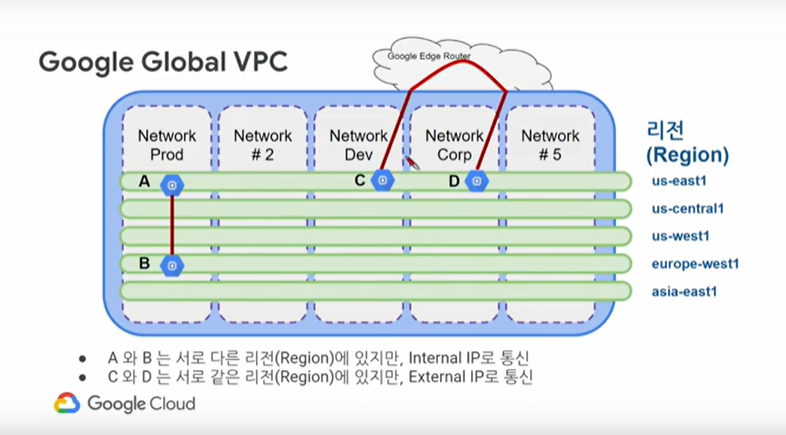 Google Global VPC
Google Edge Router
Network
Prod
Network
# 2
Network
Dev
Network
Corp
Network
# 5
리전
(Region)
A
C
D
us-east1
us-central1
us-west1
B
europe-west1
asia-east1
● A 와 B 는 서로 다른 리전(Region)에 있지만, Internal IP로 통신
● C 와 D 는 서로 같은 리전(Region)에 있지만, External IP로 통신
Google Cloud